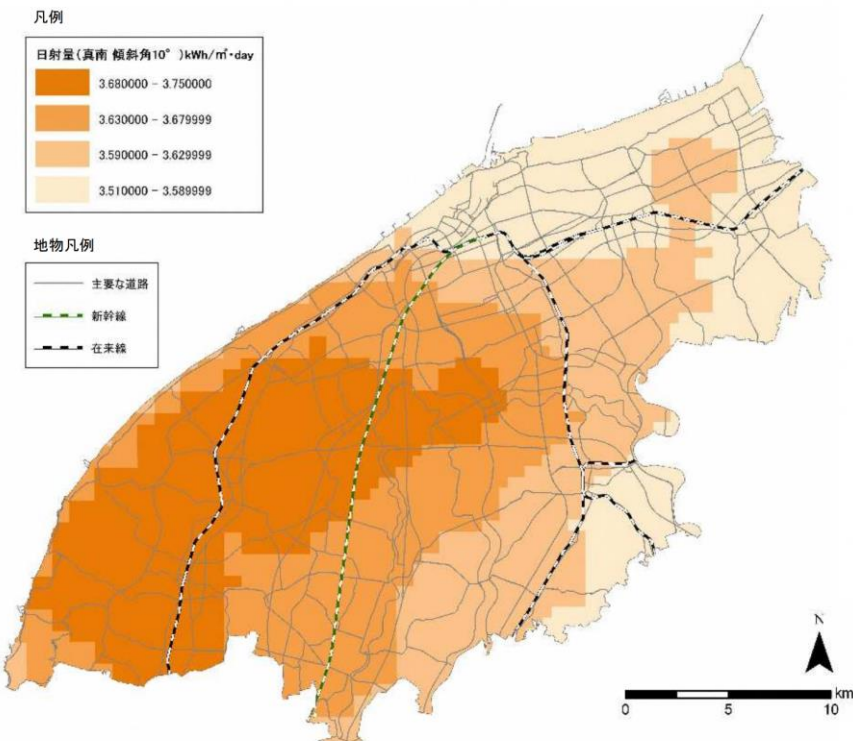 凡例
日射量(真南 傾斜角10° )kWh/㎡・day
3.680000 - 3.750000
3.630000 - 3.679999
3.590000 - 3.629999
3.510000 - 3.589999
地物凡例
主要な道路
新幹線
在来線
N
km
0 5 10